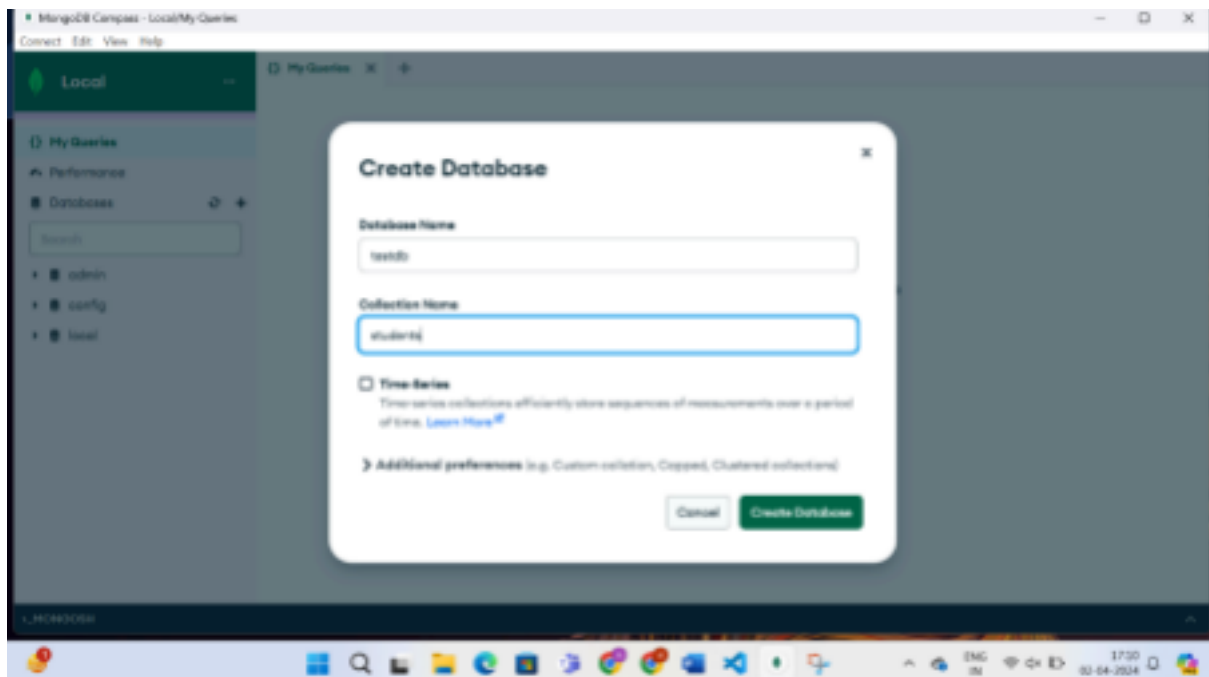 MongoDB Compass - Local/My Queries
Connect Edit View Help
Local
My Queries
{} My Queries
Performance
Databases
Search
admin
config
local
Create Database
Database Name
testdb
Collection Name
students
Time-Series
Time-series collections efficiently store sequences of measurements over a period
of time. Learn More
Additional preferences (e.g. Custom collation, Capped, Clustered collections)
Cancel
Create Database
>_MONGOSH
ENG
IN
17:30
02-04-2024